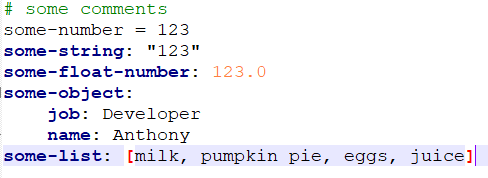 # some comments
some-number = 123
some-string: "123"
some-float-number: 123.0
some-object:
    job: Developer
    name: Anthony
some-list: [milk, pumpkin pie, eggs, juice]